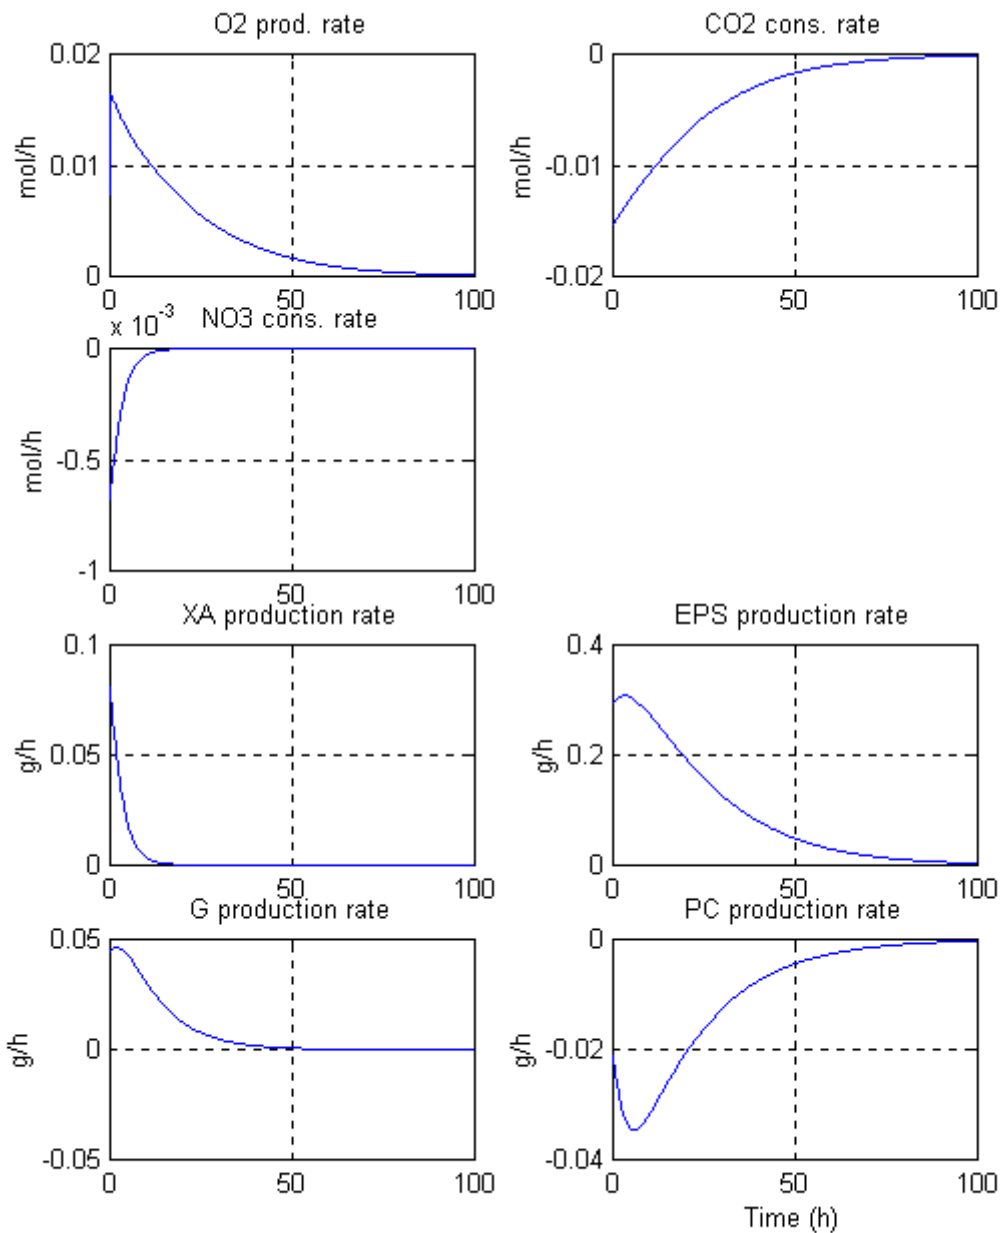 O2 prod. rate
CO2 cons. rate
0.02
0.01
0
mol/h
0
50
100
0
-0.01
-0.02
mol/h
0
50
100
x 10^-3
NO3 cons. rate
0
-0.5
-1
mol/h
0
50
100
XA production rate
EPS production rate
0.1
0.05
0
g/h
0
50
100
0.4
0.2
0
g/h
0
50
100
G production rate
PC production rate
0.05
0
-0.05
g/h
0
50
100
0
-0.02
-0.04
g/h
0
50
100
Time (h)